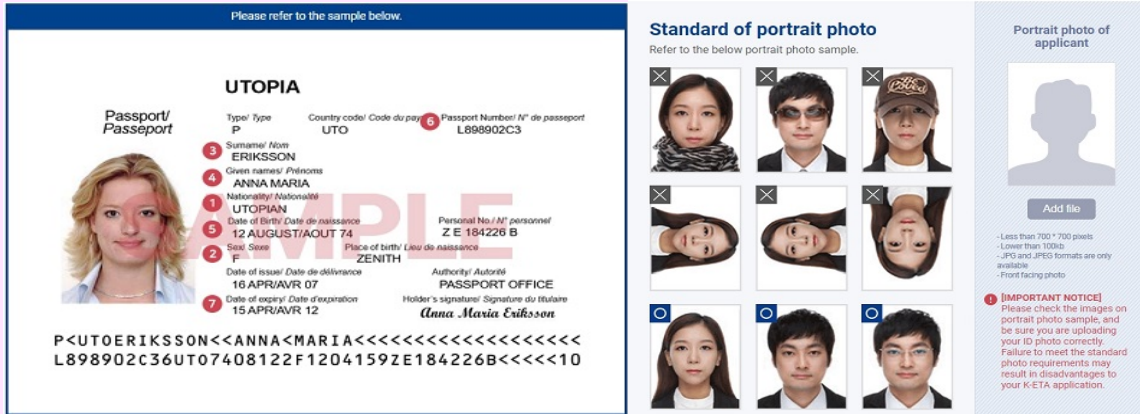 Please refer to the sample below.
UTOPIA
Passport/
Passeport
Type/ Type
P
Country code/ Code du pay
UTO
6
Passport Number/ N° de passeport
L898902C3
3
Surname/ Nom
ERIKSSON
4
Given names/ Prénoms
ANNA MARIA
1
Nationality/ Nationalité
UTOPIAN
5
Date of Birth/ Date de naissance
12 AUGUST/AOUT 74
Personal No./ N° personnel
Z E 184226 B
2
Sex/ Sexe
F
Place of birth/ Lieu de naissance
ZENITH
Date of issue/ Date de délivrance
16 APR/AVR 07
Authority/ Autorité
PASSPORT OFFICE
7
Date of expiry/ Date d'expiration
15 APR/AVR 12
Holder's signature/ Signature du titulaire
Anna Maria Eriksson
SAMPLE
P<UTOERIKSSON<<ANNA<MARIA<<<<<<<<<<<<<<<<<<<
L898902C36UTO7408122F1204159ZE184226B<<<<<10
Standard of portrait photo
Refer to the below portrait photo sample.
Be
Loved
Portrait photo of
applicant
Add file
- Less than 700 * 700 pixels
- Lower than 100kb
- JPG and JPEG formats are only
available
- Front facing photo
! [IMPORTANT NOTICE]
Please check the images on
portrait photo sample, and
be sure you are uploading
your ID photo correctly.
Failure to meet the standard
photo requirements may
result in disadvantages to
your K-ETA application.